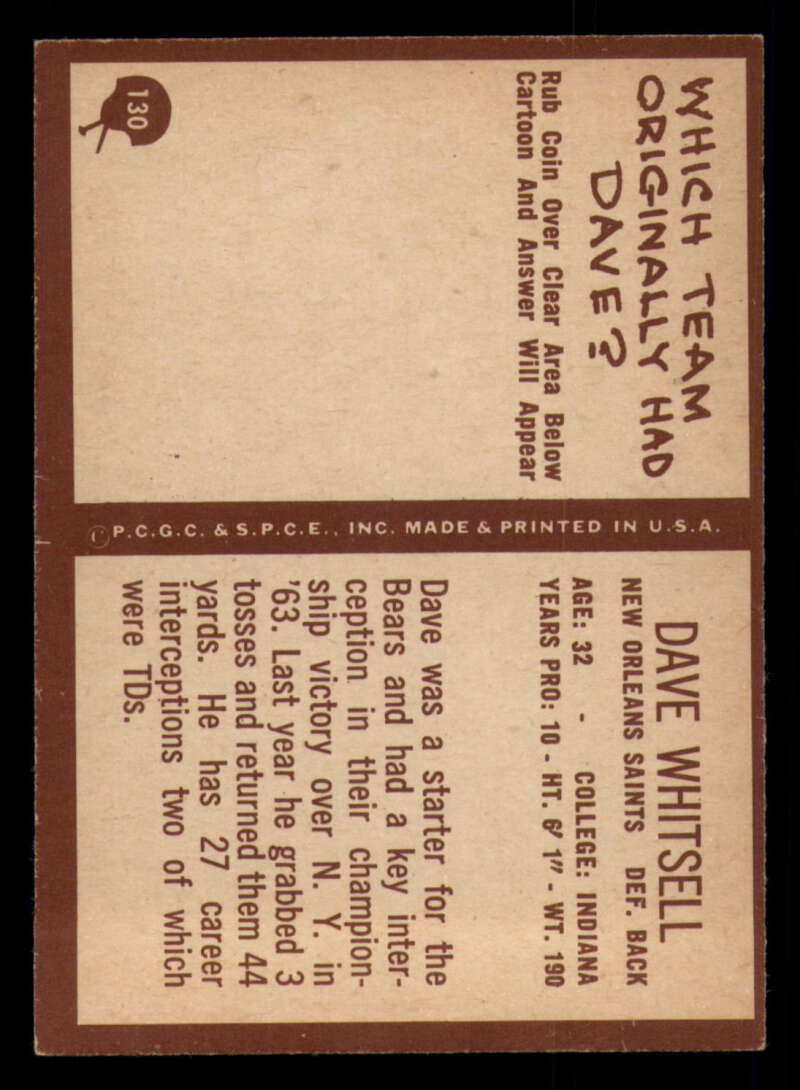 WHICH TEAM
ORIGINALLY HAD
DAVE?
Rub Coin Over Clear Area Below
Cartoon And Answer Will Appear
130
©P.C.G.C. & S.P.C.E., INC. MADE & PRINTED IN U.S.A.
DAVE WHITSELL
NEW ORLEANS SAINTS DEF. BACK
AGE: 32 - COLLEGE: INDIANA
YEARS PRO: 10 - HT. 6' 1" - WT. 190
Dave was a starter for the
Bears and had a key inter-
ception in their champion-
ship victory over N. Y. in
'63. Last year he grabbed 3
tosses and returned them 44
yards. He has 27 career
interceptions two of which
were TDs.